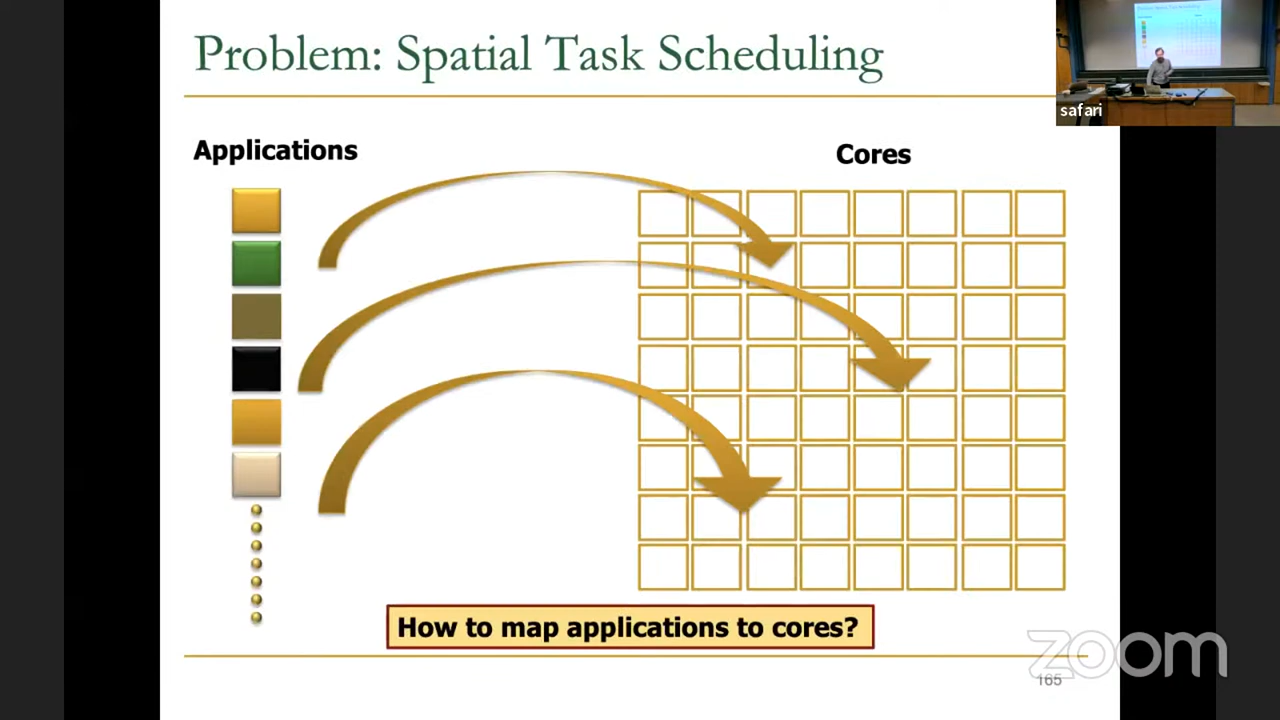 Problem: Spatial Task Scheduling
safari
Applications
Cores
How to map applications to cores?
zoom
165